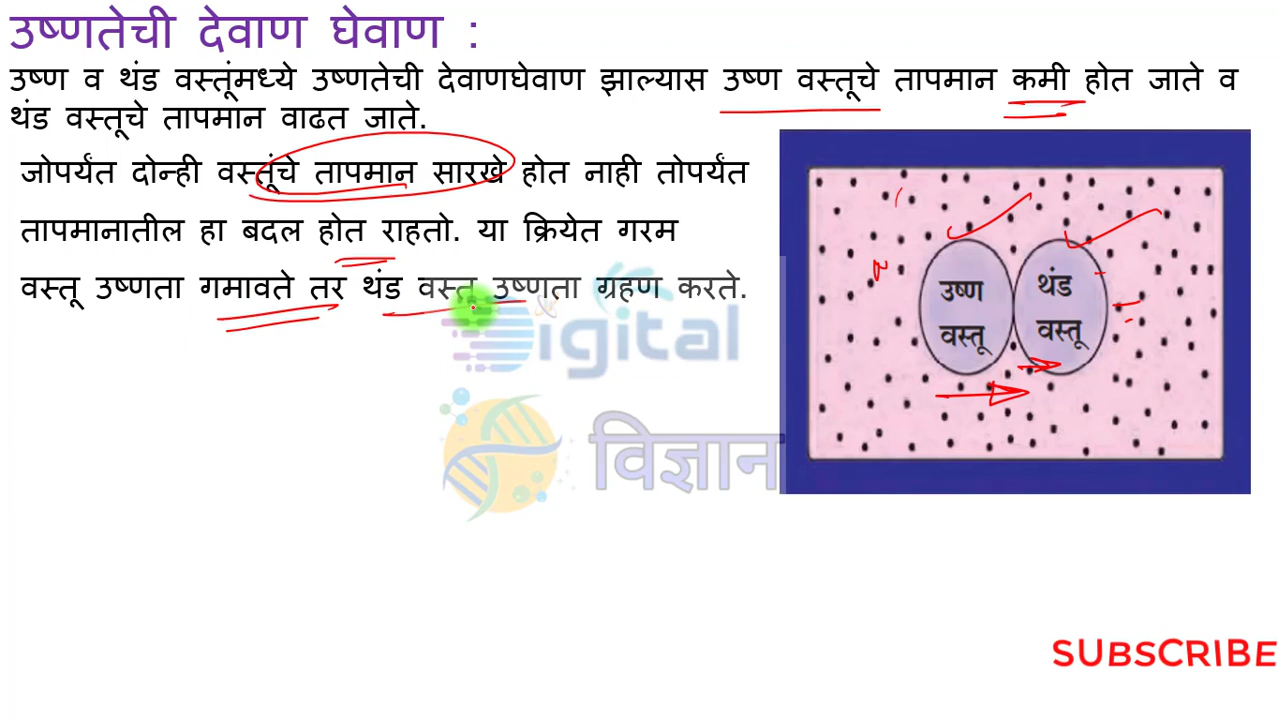 उष्णतेची देवाण घेवाण :
उष्ण व थंड वस्तूंमध्ये उष्णतेची देवाणघेवाण झाल्यास उष्ण वस्तूचे तापमान कमी होत जाते व
थंड वस्तूचे तापमान वाढत जाते.
जोपर्यंत दोन्ही वस्तूंचे तापमान सारखे होत नाही तोपर्यंत
तापमानातील हा बदल होत राहतो. या क्रियेत गरम
वस्तू उष्णता गमावते तर थंड वस्तू उष्णता ग्रहण करते.
उष्ण
वस्तू
थंड
वस्तू
Digital
विज्ञान
SUBSCRIBE